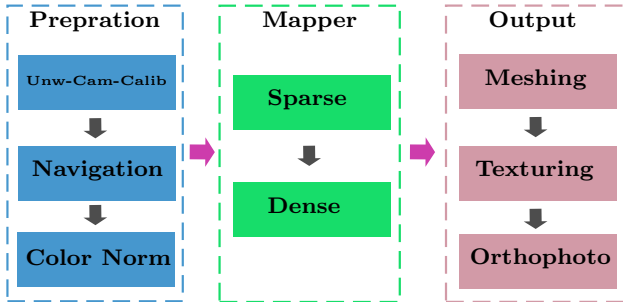 Prepration
Unw-Cam-Calib
Navigation
Color Norm
Mapper
Sparse
Dense
Output
Meshing
Texturing
Orthophoto